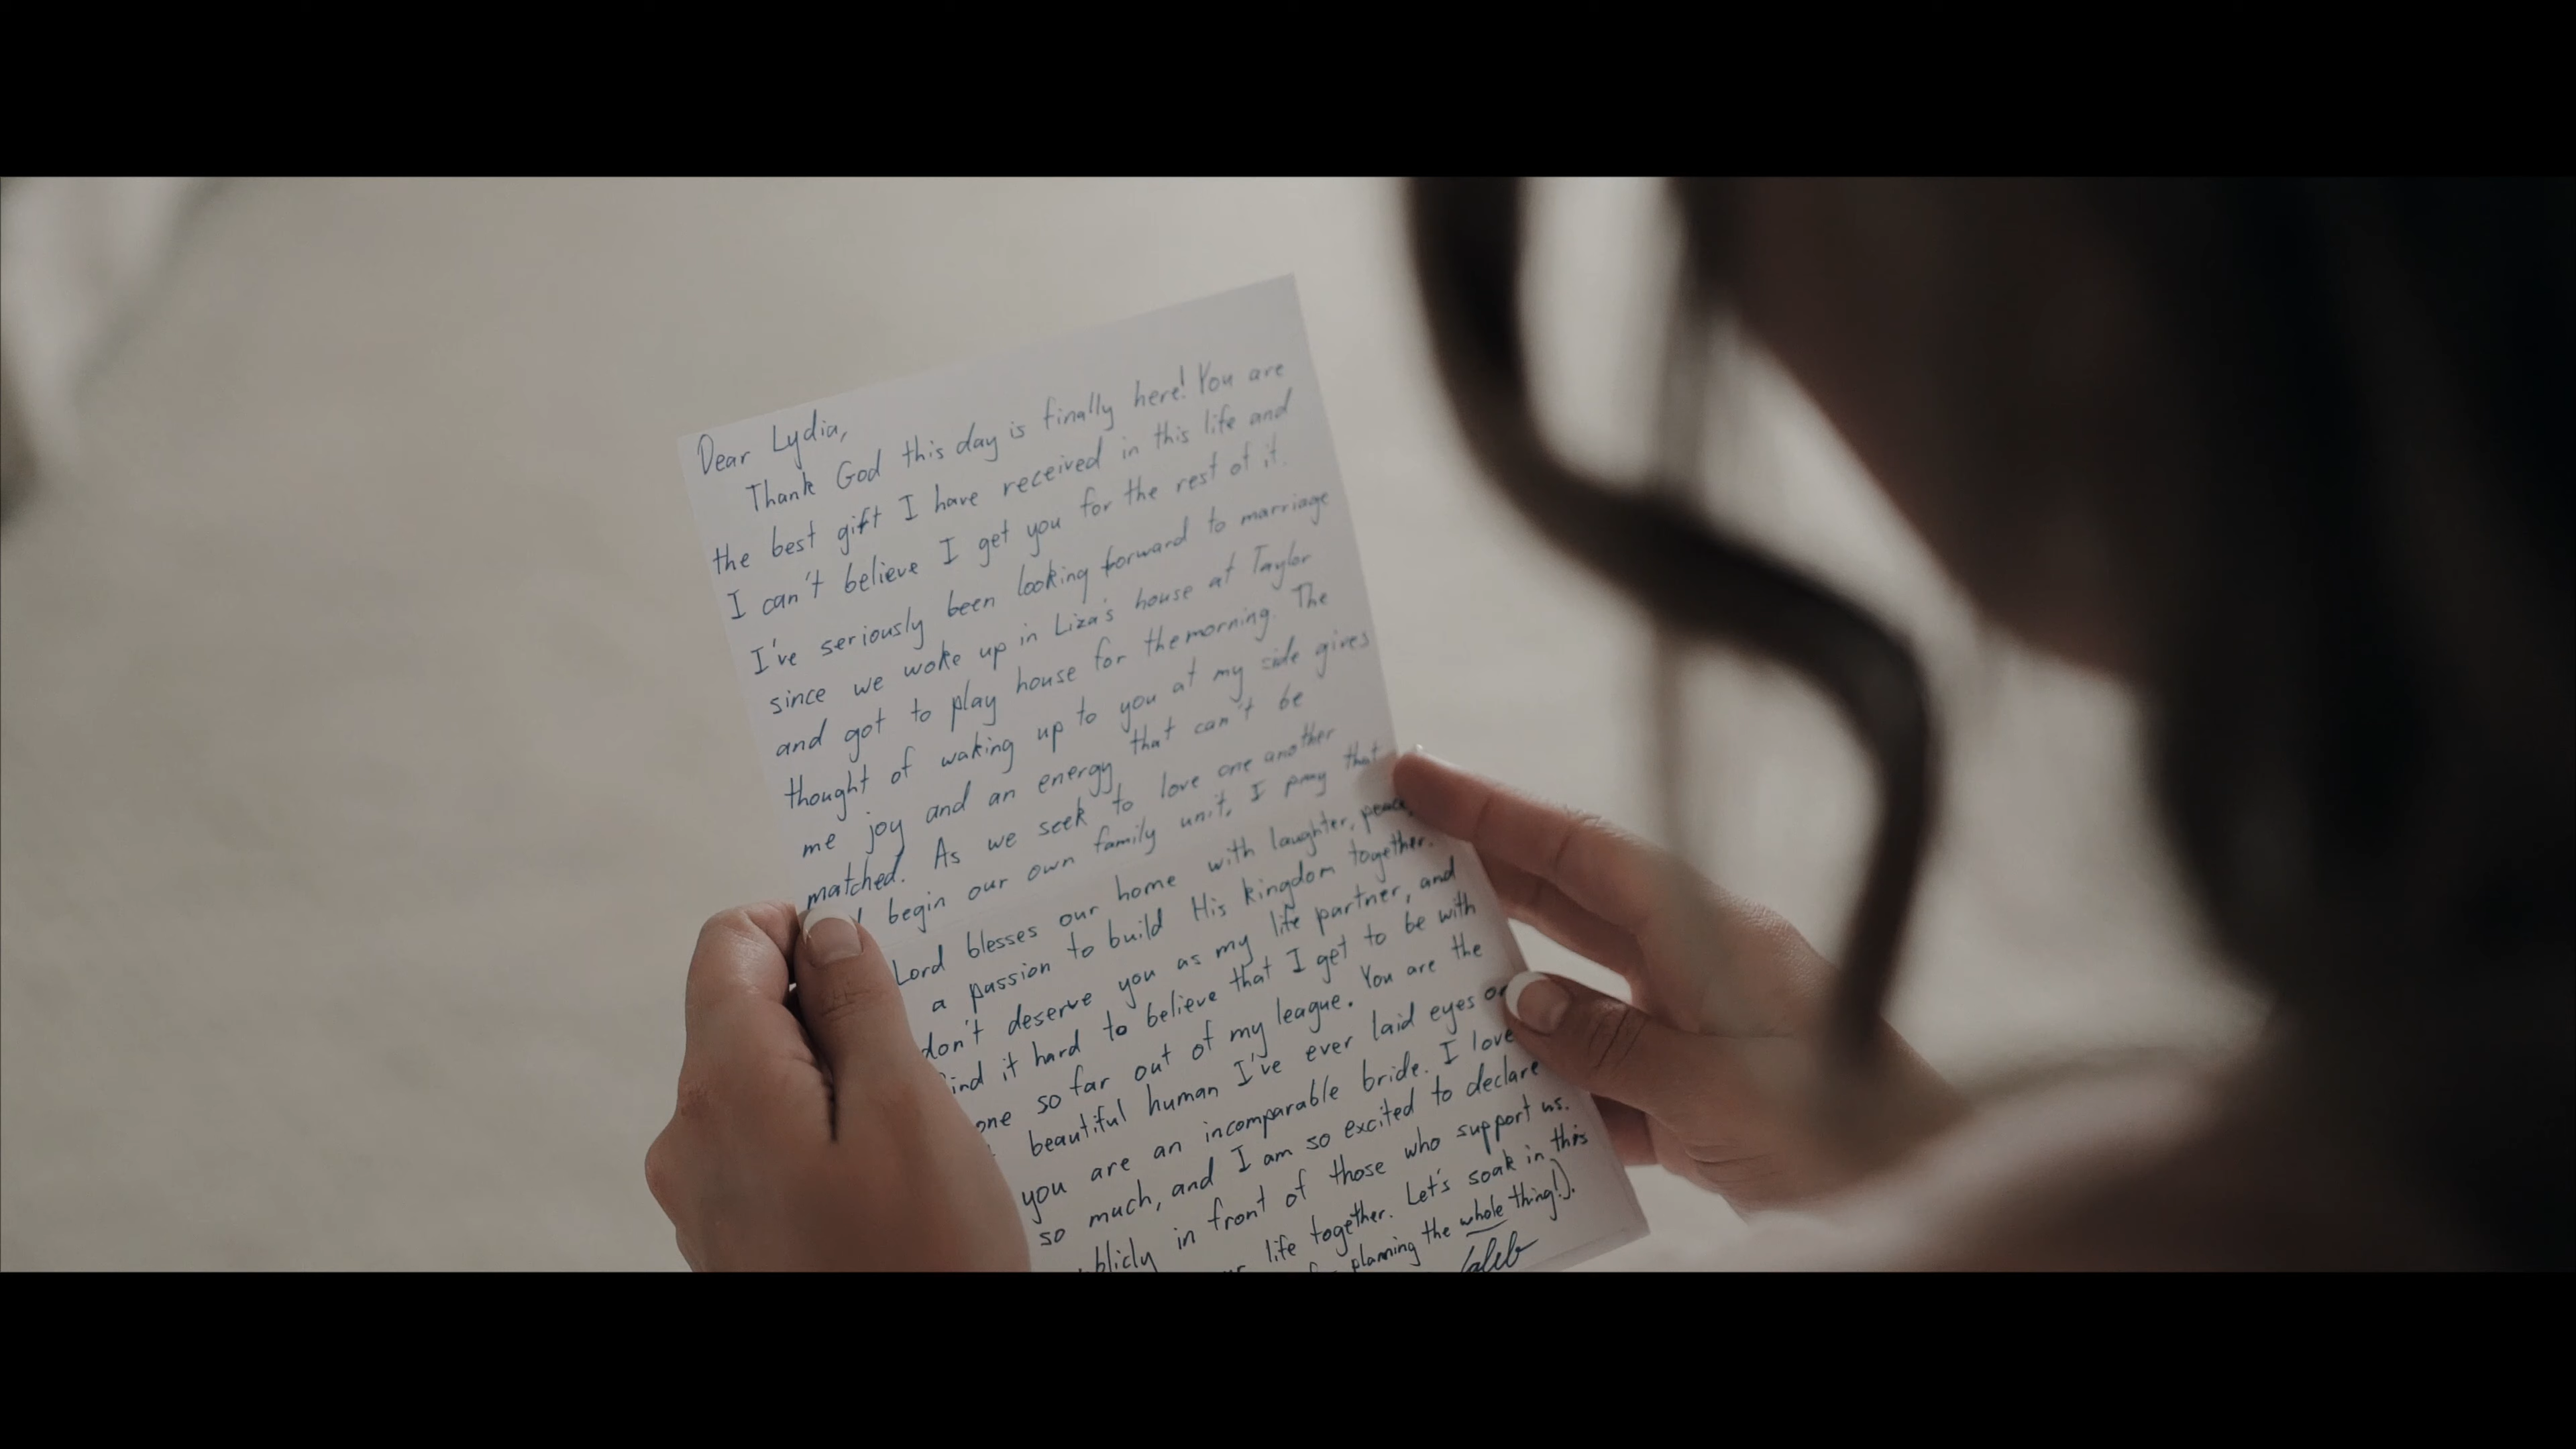 Dear Lydia,
Thank God this day is finally here! You are
the best gift I have received in this life and
I can't believe I get you for the rest of it.
I've seriously been looking forward to marriage
since we woke up in Liza's house at Taylor
and got to play house for the morning. The
thought of waking up to you at my side gives
me joy and an energy that can't be
matched. As we seek to love one another
begin our own family unit, I pray that
Lord blesses our home with laughter, peace,
a passion to build His kingdom together.
don't deserve you as my life partner, and
find it hard to believe that I get to be with
one so far out of my league. You are the
beautiful human I've ever laid eyes on
you are an incomparable bride. I love
so much, and I am so excited to declare
blicly in front of those who support us.
life together. Let's soak in this
planning the whole thing!).
Caleb